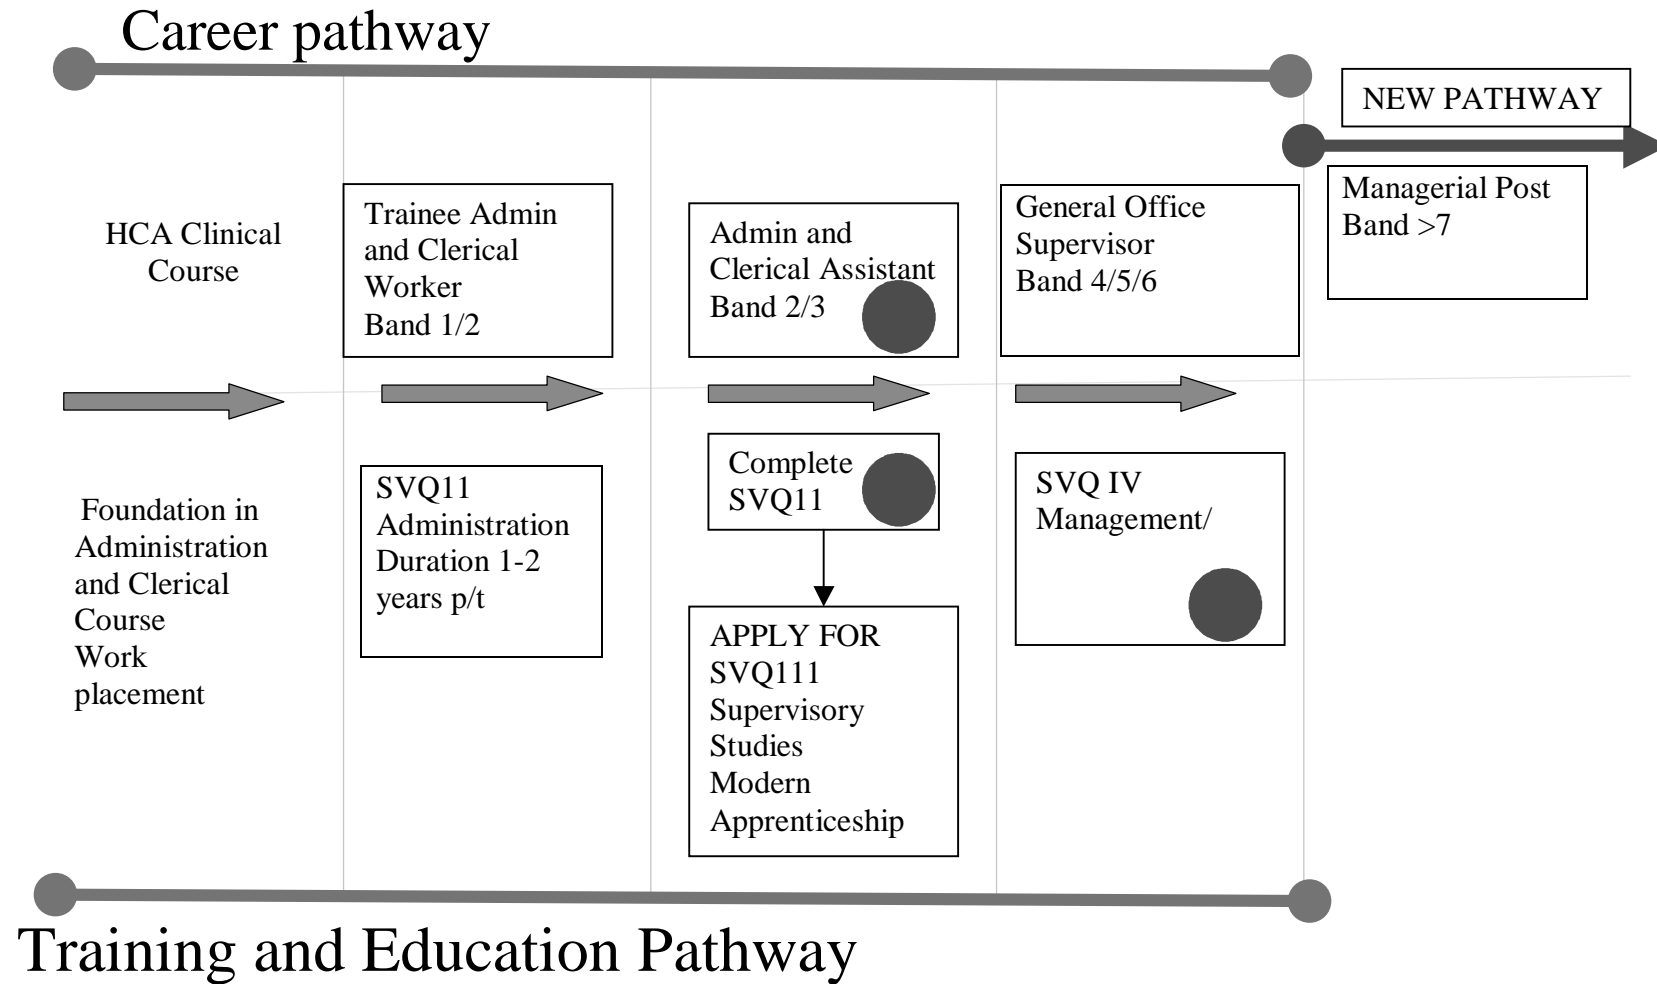 Career pathway
NEW PATHWAY
Managerial Post
Band >7
HCA Clinical
Course
Trainee Admin
and Clerical
Worker
Band 1/2
Admin and
Clerical Assistant
Band 2/3
General Office
Supervisor
Band 4/5/6
Foundation in
Administration
and Clerical
Course
Work
placement
SVQ11
Administration
Duration 1-2
years p/t
Complete
SVQ11
APPLY FOR
SVQ111
Supervisory
Studies
Modern
Apprenticeship
SVQ IV
Management/
Training and Education Pathway